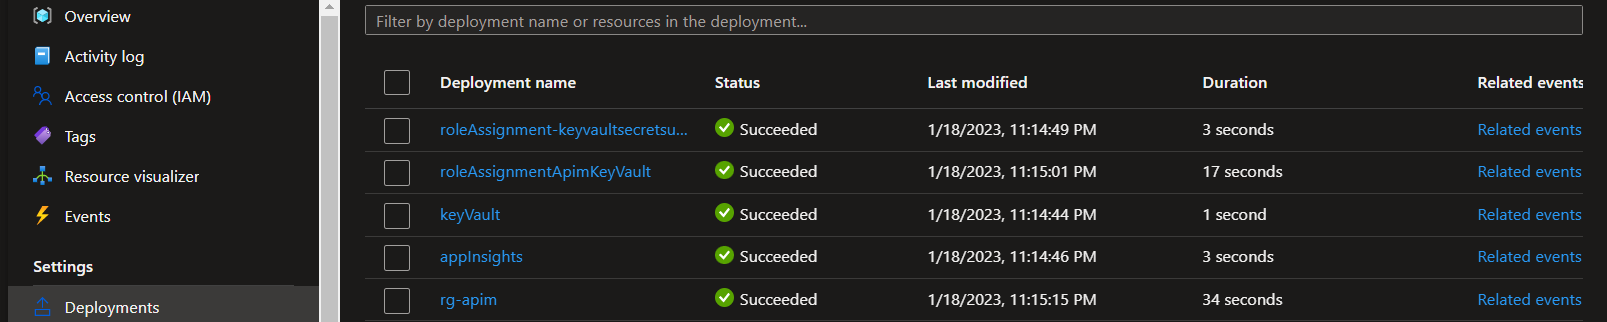 Overview
Activity log
Access control (IAM)
Tags
Resource visualizer
Events
Settings
Deployments
Filter by deployment name or resources in the deployment...
Deployment name Status Last modified Duration Related events
roleAssignment-keyvaultsecretsu... Succeeded 1/18/2023, 11:14:49 PM 3 seconds Related events
roleAssignmentApimKeyVault Succeeded 1/18/2023, 11:15:01 PM 17 seconds Related events
keyVault Succeeded 1/18/2023, 11:14:44 PM 1 second Related events
appInsights Succeeded 1/18/2023, 11:14:46 PM 3 seconds Related events
rg-apim Succeeded 1/18/2023, 11:15:15 PM 34 seconds Related events